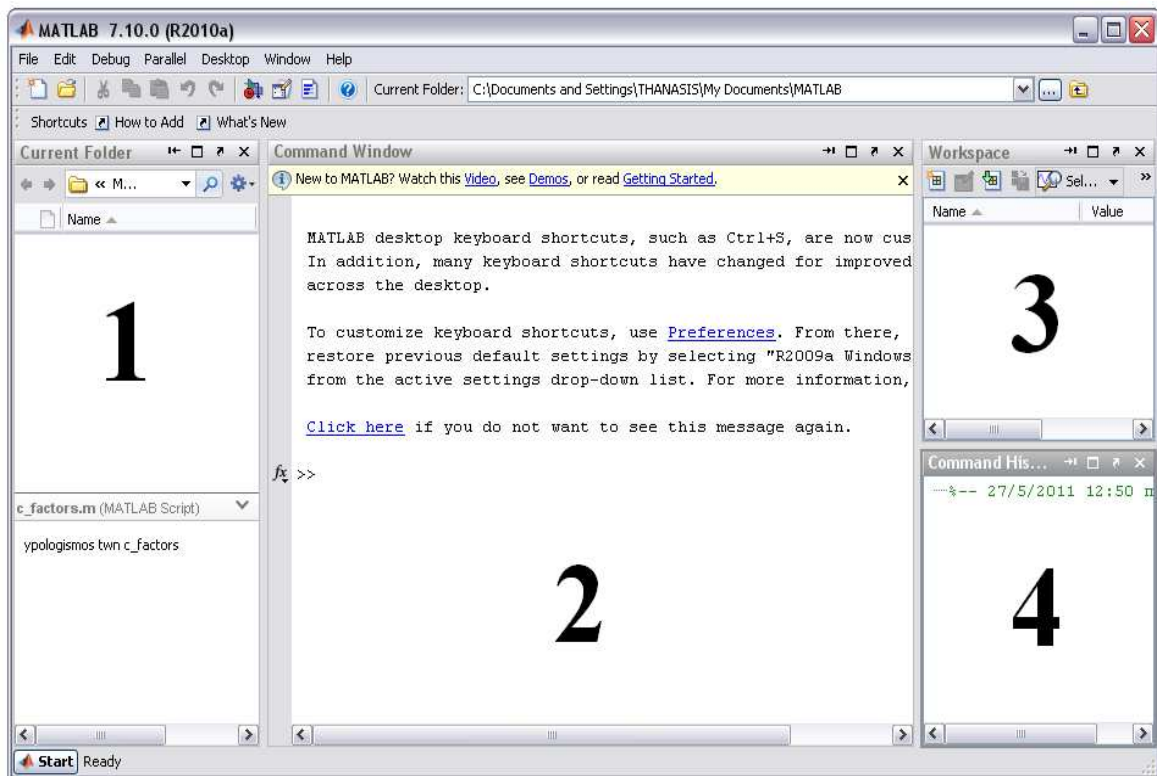 MATLAB 7.10.0 (R2010a)
File Edit Debug Parallel Desktop Window Help
Current Folder: C:\Documents and Settings\THANASIS\My Documents\MATLAB
Shortcuts How to Add What's New
Current Folder
« M...
Name
1
c_factors.m (MATLAB Script)
ypologismos twn c_factors
Command Window
New to MATLAB? Watch this Video, see Demos, or read Getting Started.
MATLAB desktop keyboard shortcuts, such as Ctrl+S, are now cus
In addition, many keyboard shortcuts have changed for improved
across the desktop.
To customize keyboard shortcuts, use Preferences. From there,
restore previous default settings by selecting "R2009a Windows
from the active settings drop-down list. For more information,
Click here if you do not want to see this message again.
fx >>
2
Workspace
Sel... »
Name Value
3
Command His...
%-- 27/5/2011 12:50 π
4
Start Ready